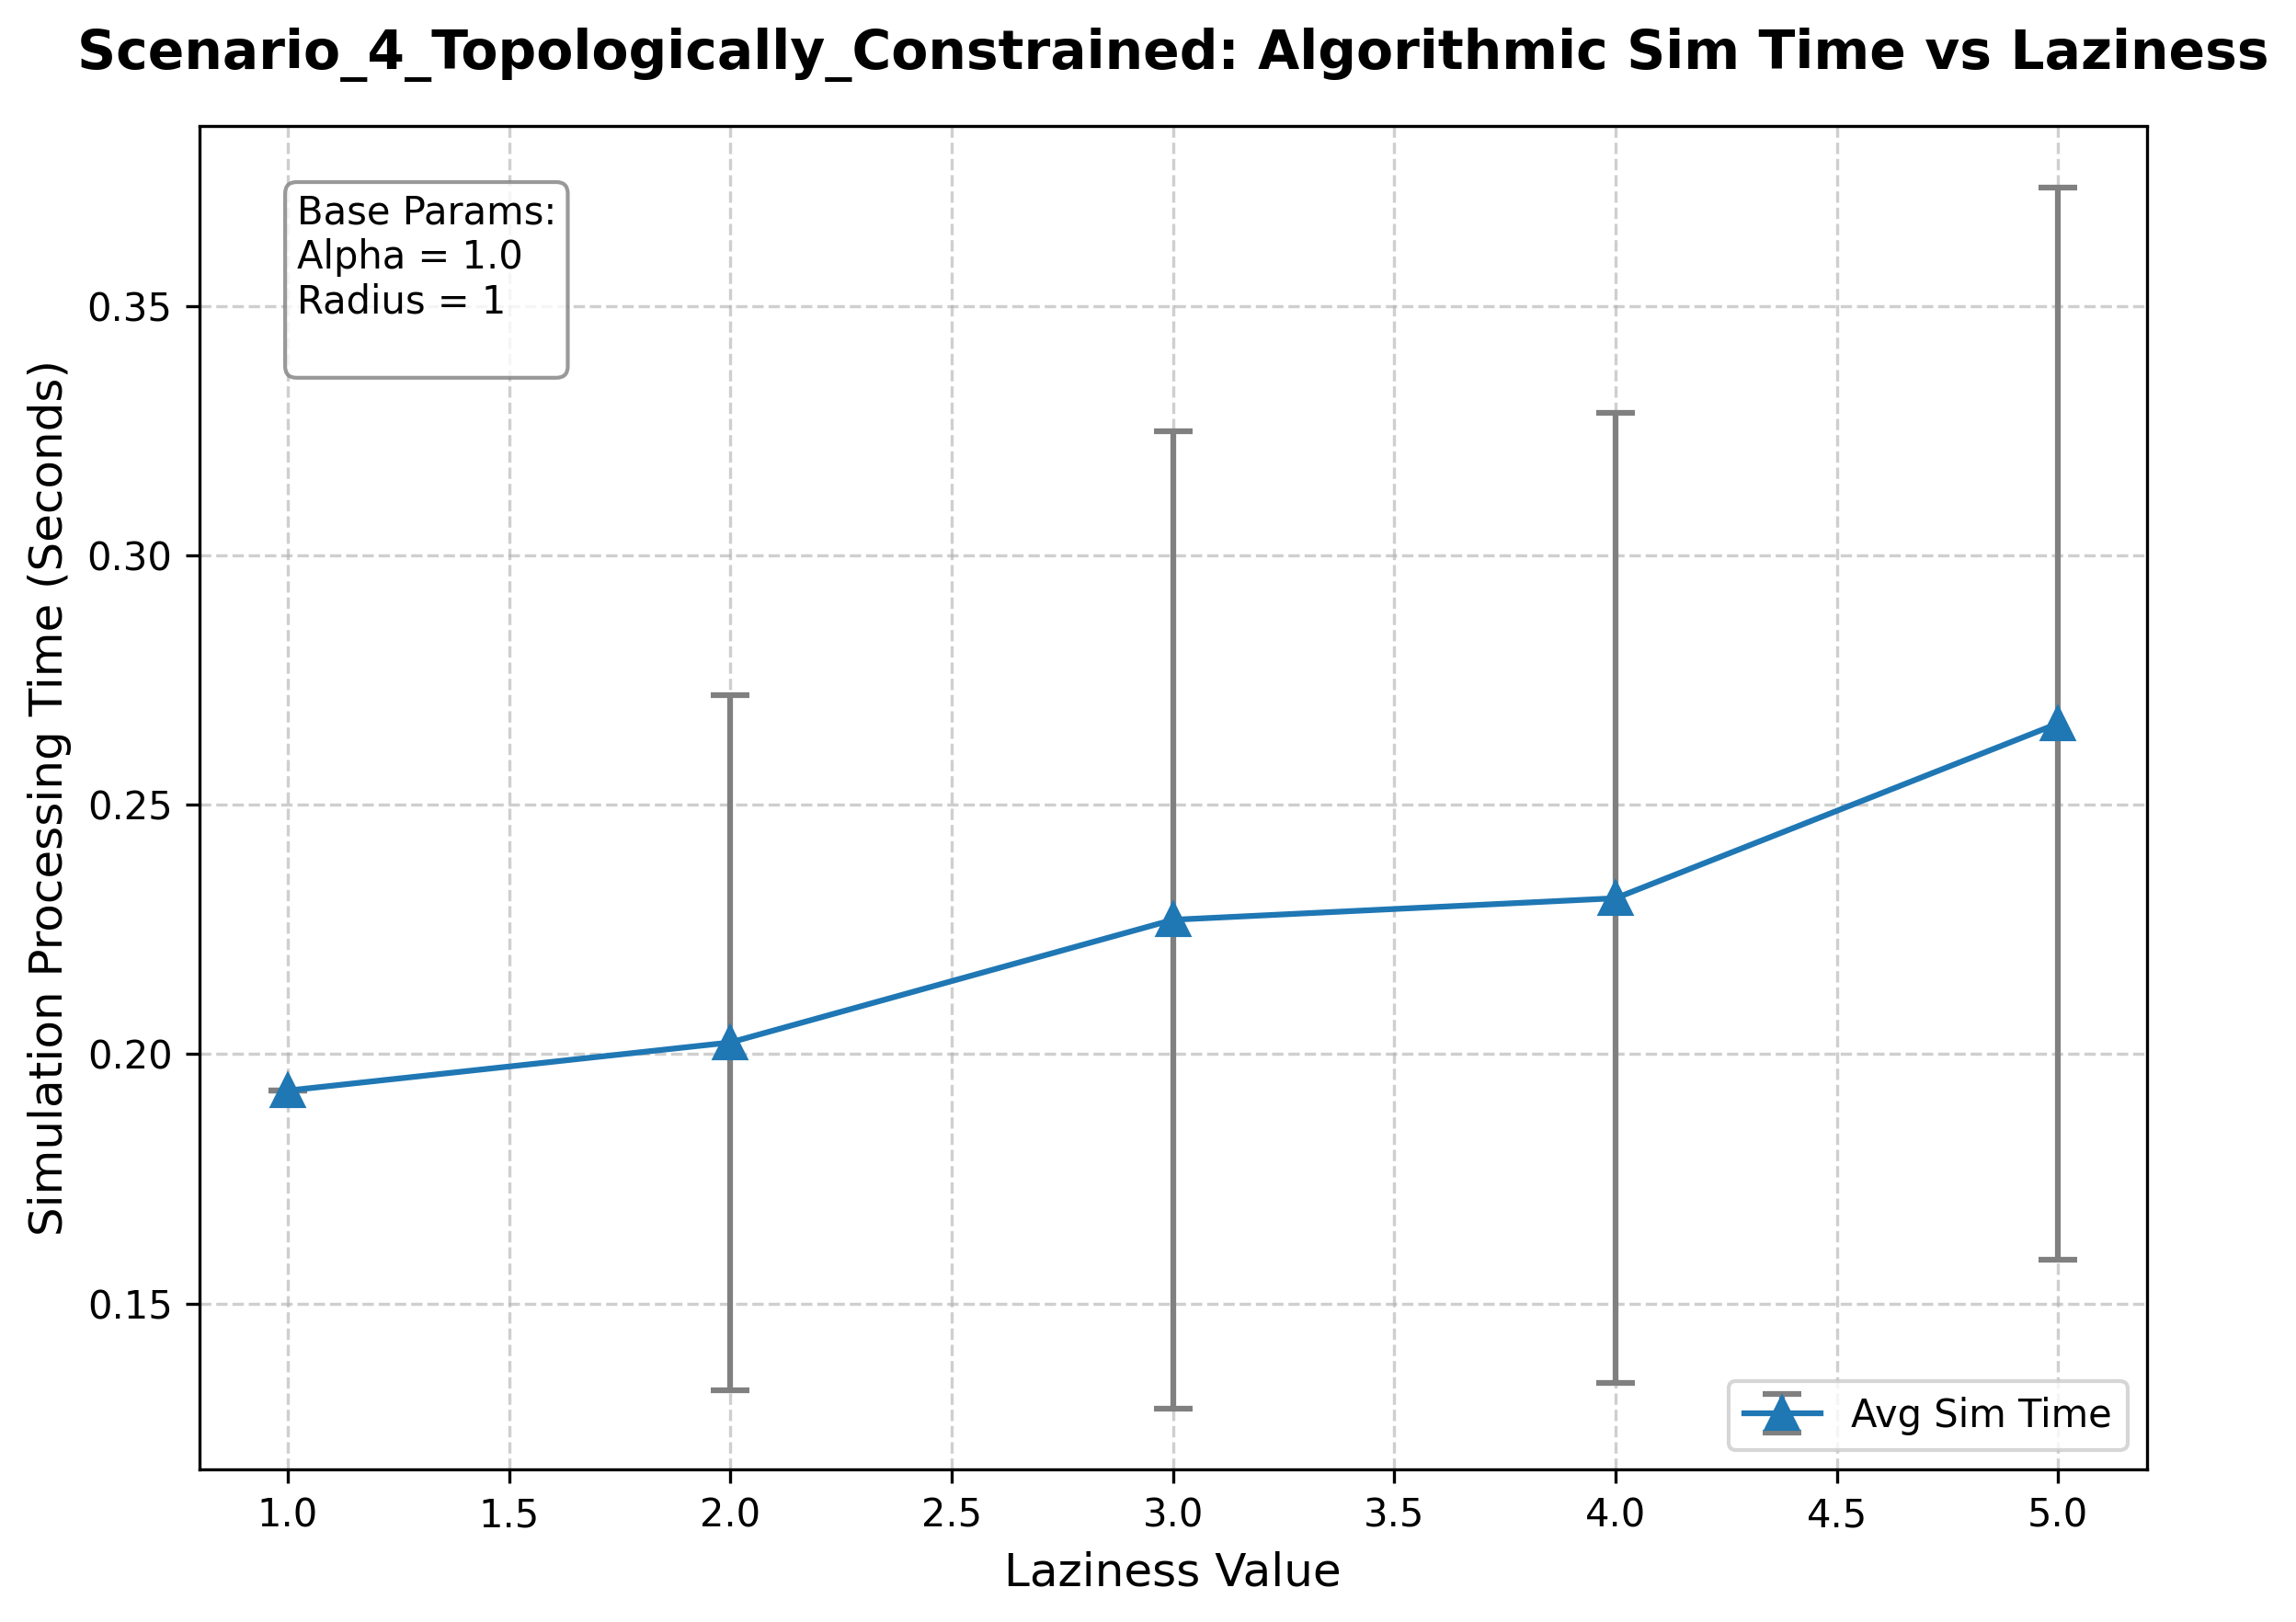 Scenario_4_Topologically_Constrained: Algorithmic Sim Time vs Laziness
Base Params:
Alpha = 1.0
Radius = 1
Simulation Processing Time (Seconds)
0.35
0.30
0.25
0.20
0.15
Avg Sim Time
1.0 1.5 2.0 2.5 3.0 3.5 4.0 4.5 5.0
Laziness Value